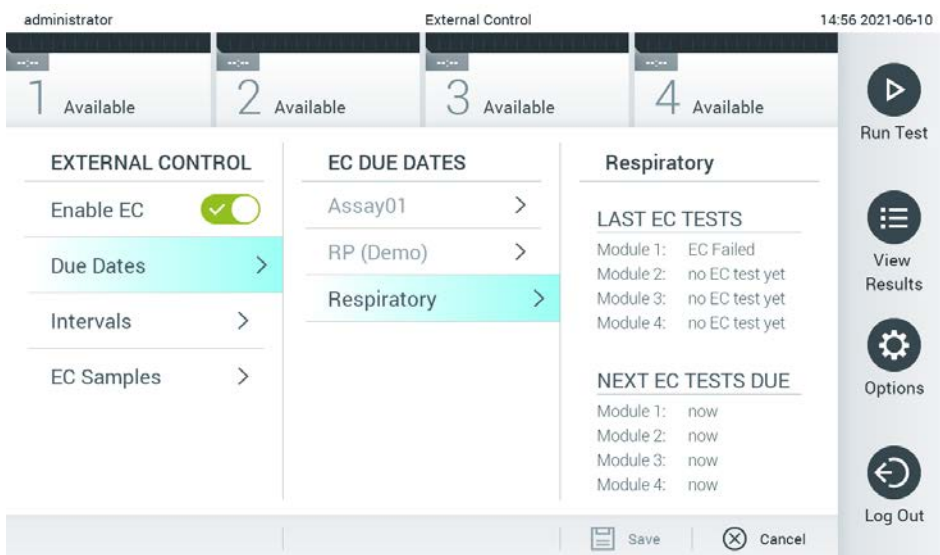 administrator External Control 14:56 2021-06-10
--:-- --:-- --:-- --:--
1 Available 2 Available 3 Available 4 Available
Run Test
View Results
Options
Log Out
EXTERNAL CONTROL
Enable EC
Due Dates
Intervals
EC Samples
EC DUE DATES
Assay01
RP (Demo)
Respiratory
Respiratory
LAST EC TESTS
Module 1: EC Failed
Module 2: no EC test yet
Module 3: no EC test yet
Module 4: no EC test yet
NEXT EC TESTS DUE
Module 1: now
Module 2: now
Module 3: now
Module 4: now
Save Cancel